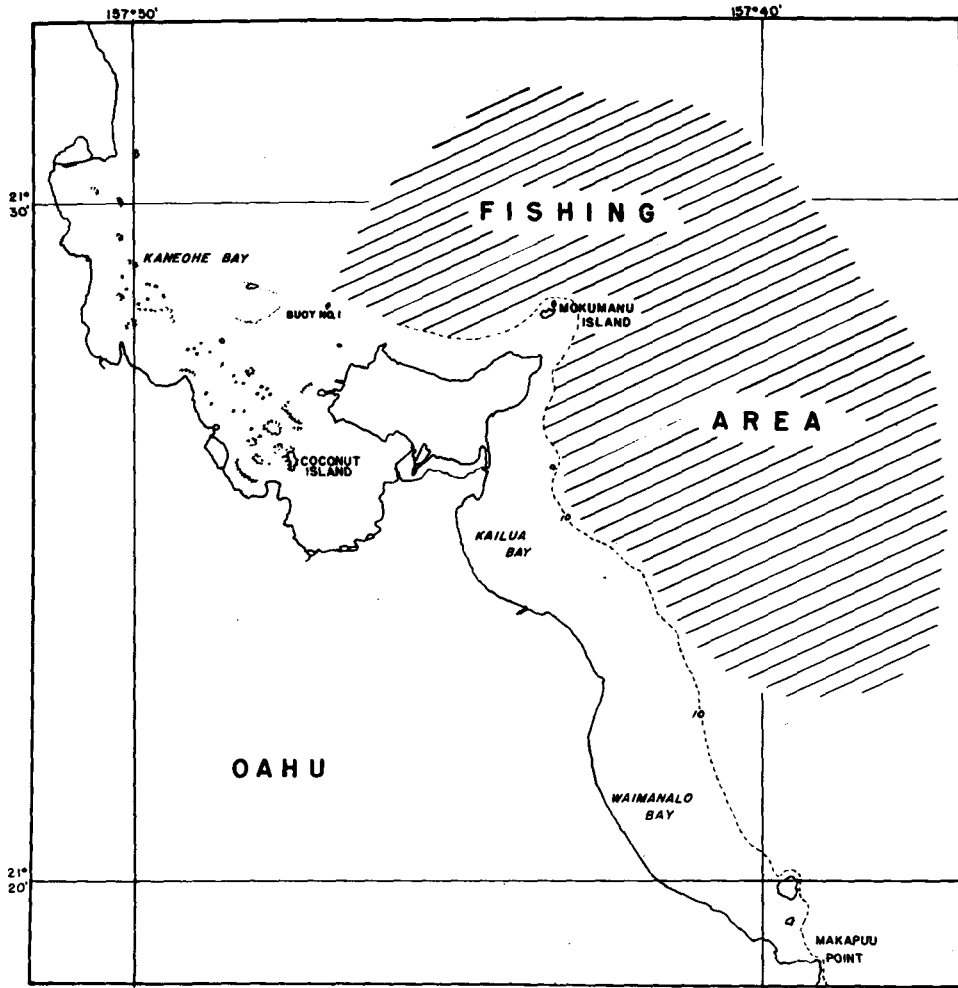 157°50'
157°40'
21°
30'
FISHING
KANEOHE BAY
BUOY NO.1
MOKUMANU
ISLAND
AREA
COCONUT
ISLAND
10
KAILUA
BAY
10
OAHU
WAIMANALO
BAY
21°
20'
MAKAPUU
POINT